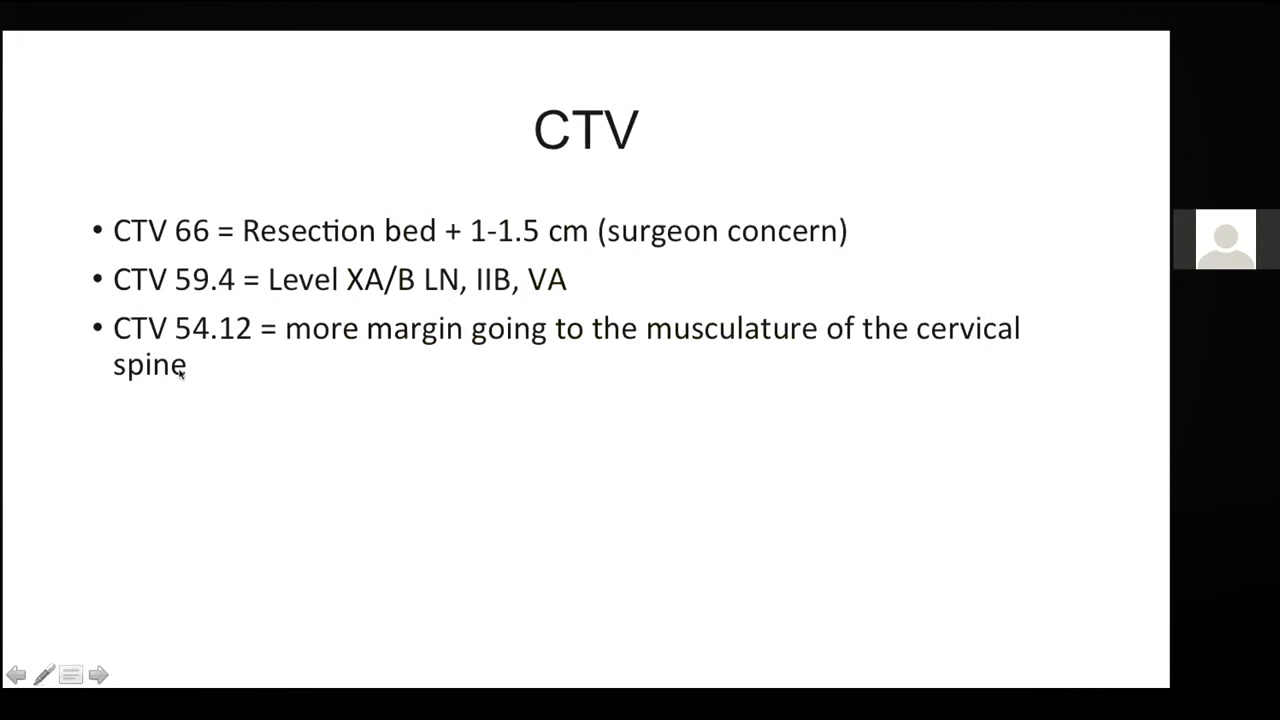 CTV
• CTV 66 = Resection bed + 1-1.5 cm (surgeon concern)
• CTV 59.4 = Level XA/B LN, IIB, VA
• CTV 54.12 = more margin going to the musculature of the cervical
spine